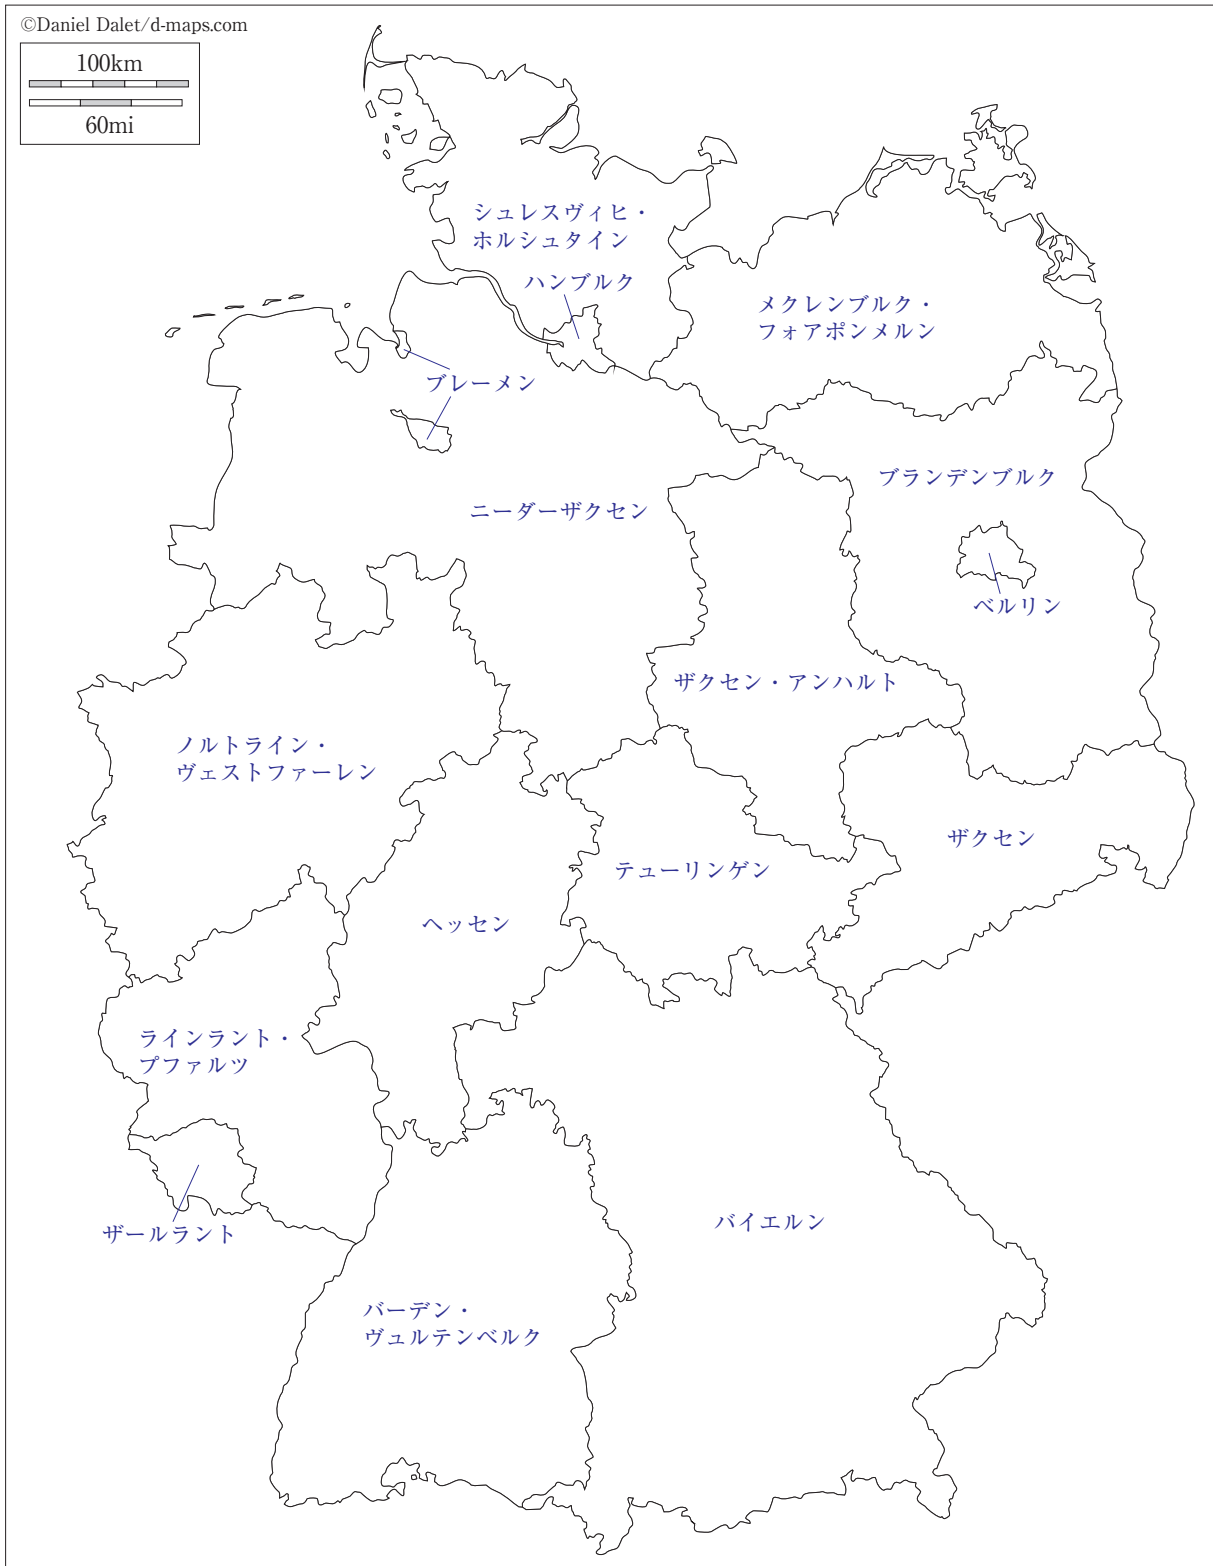 ©Daniel Dalet/d-maps.com
100km
60mi
シュレスヴィヒ・
ホルシュタイン
ハンブルク
メクレンブルク・
フォアポンメルン
ブレーメン
ブランデンブルク
ニーダーザクセン
ベルリン
ザクセン・アンハルト
ノルトライン・
ヴェストファーレン
ザクセン
テューリンゲン
ヘッセン
ラインラント・
プファルツ
ザールラント
バイエルン
バーデン・
ヴュルテンベルク